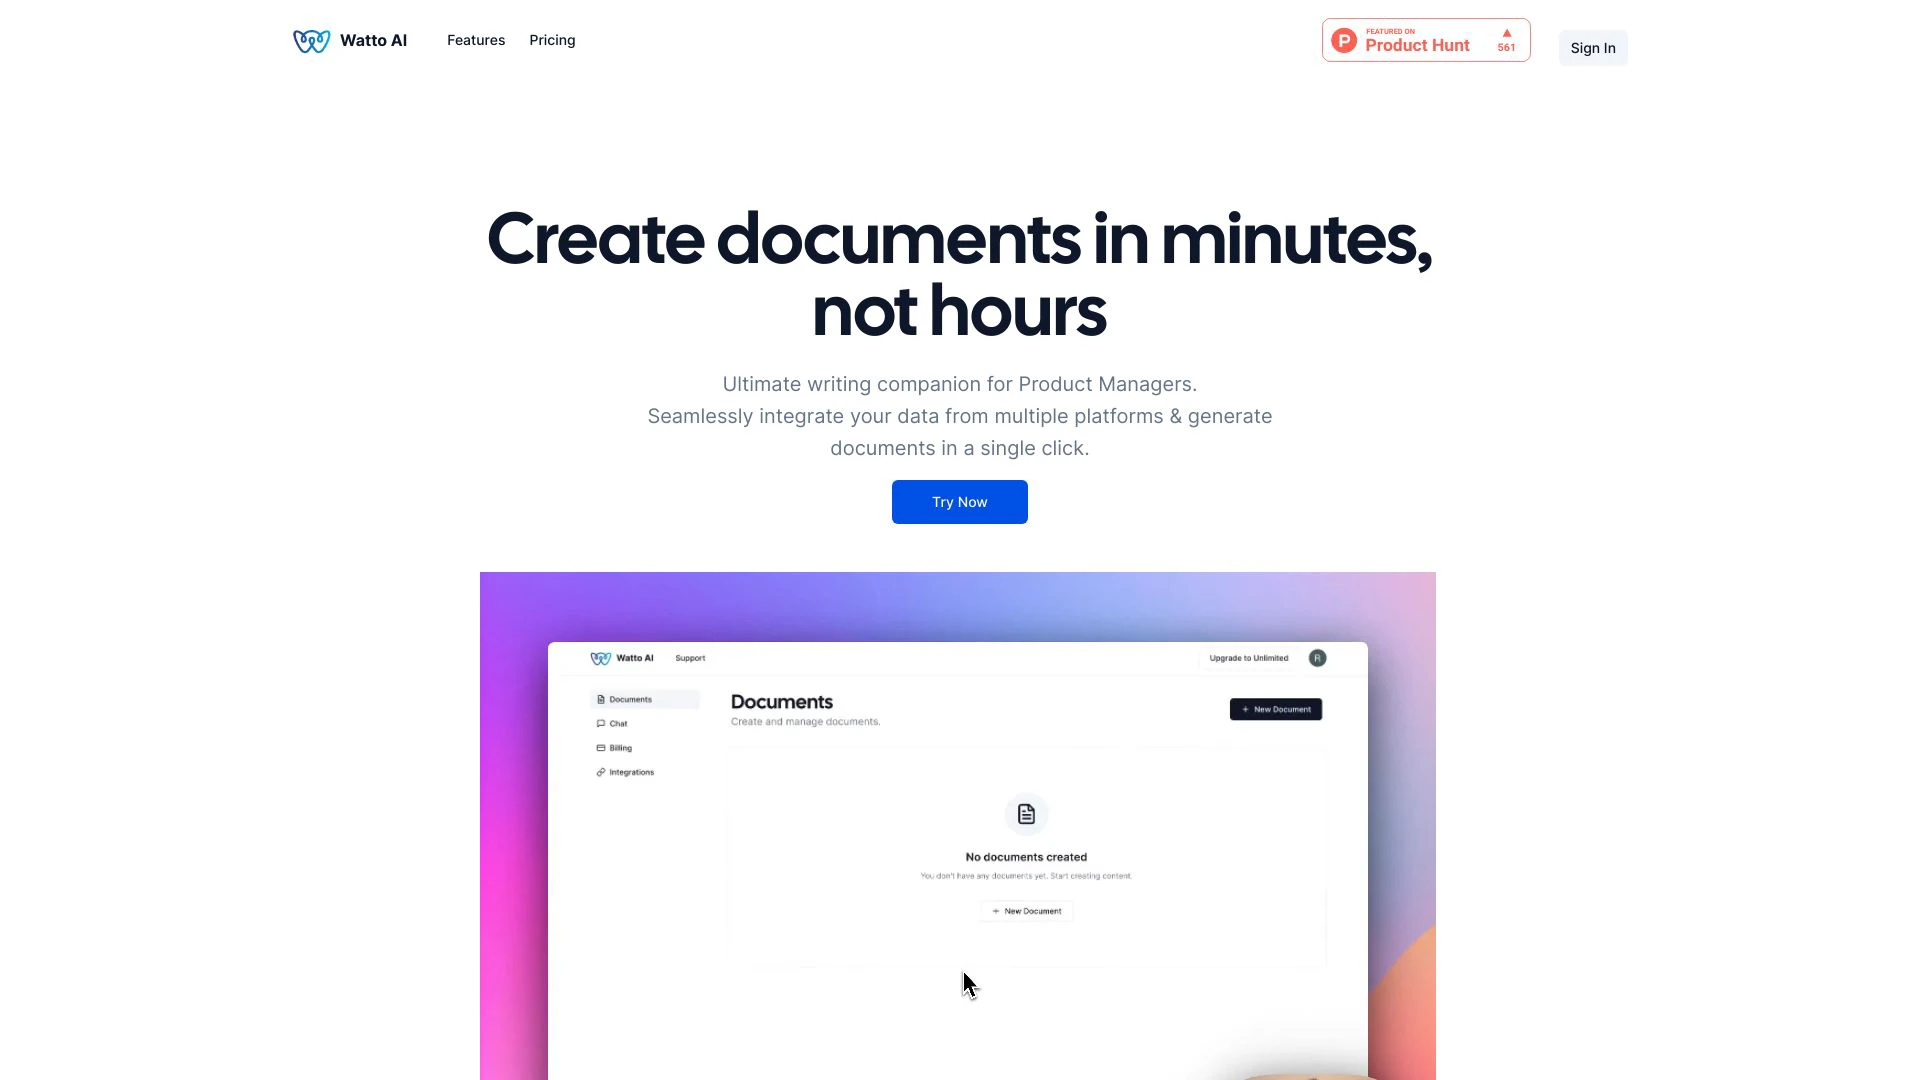 Watto AI
Features
Pricing
FEATURED ON
Product Hunt
561
Sign In
Create documents in minutes,
not hours
Ultimate writing companion for Product Managers.
Seamlessly integrate your data from multiple platforms & generate
documents in a single click.
Try Now
Watto AI
Support
Upgrade to Unlimited
R
Documents
Chat
Billing
Integrations
Documents
Create and manage documents.
+ New Document
No documents created
You don't have any documents yet. Start creating content.
+ New Document